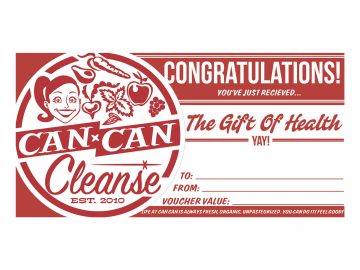 CAN CAN
Cleanse
EST. 2010
CONGRATULATIONS!
YOU'VE JUST RECIEVED...
The Gift Of Health
YAY!
TO:
FROM:
VOUCHER VALUE:
LIFE AT CAN CAN IS ALWAYS FRESH, ORGANIC, UNPASTEURIZED. YOU CAN DO IT! FEEL GOOD!